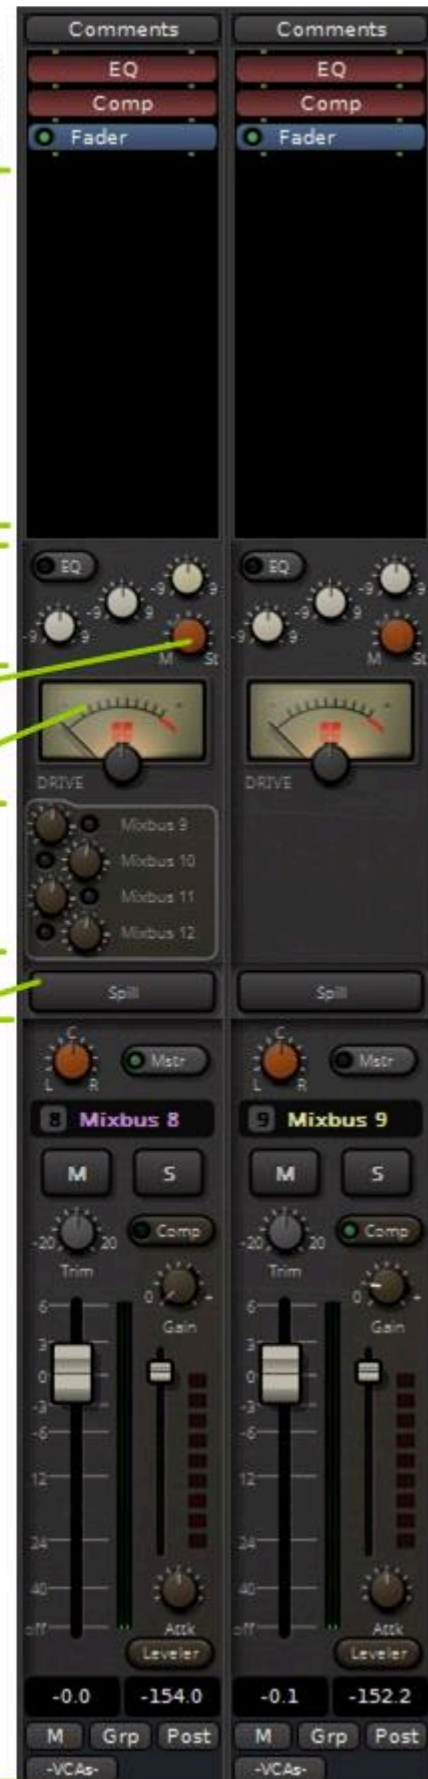 Comments Comments
EQ EQ
Comp Comp
Fader Fader
EQ EQ
-9 9 -9 9
-9 9 -9 9
-9 9 -9 9
M St M St
DRIVE DRIVE
Mixbus 9
Mixbus 10
Mixbus 11
Mixbus 12
Spill Spill
C C
Mstr Mstr
L R L R
8 Mixbus 8 9 Mixbus 9
M S M S
Comp Comp
-20 20 -20 20
Trim Trim
0 + 0 +
Gain Gain
6 6
3 3
0 0
-3 -3
-6 -6
12 12
24 24
40 40
off Attk off Attk
Leveler Leveler
-0.0 -154.0 -0.1 -152.2
M Grp Post M Grp Post
-VCAs- -VCAs-